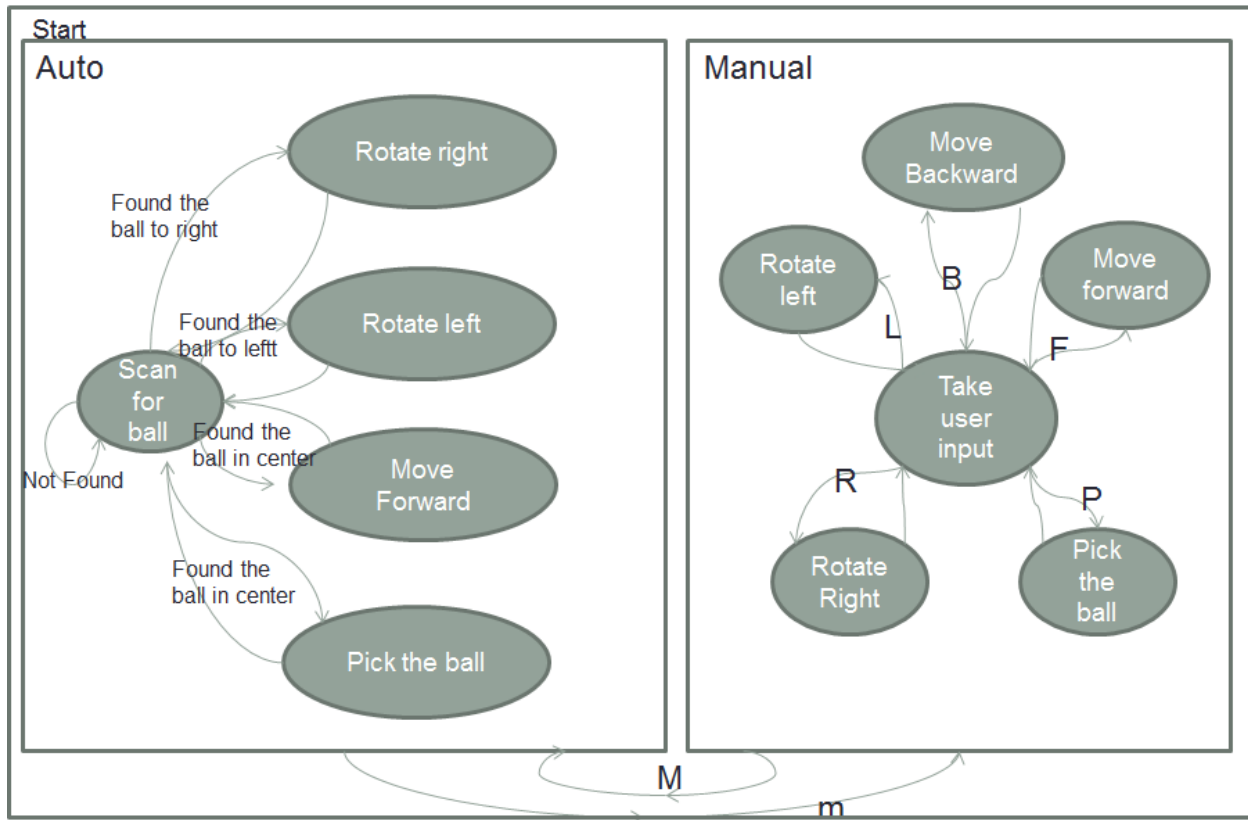 Start
Auto
Rotate right
Found the
ball to right
Found the
ball to leftt
Rotate left
Scan
for
ball
Found the
ball in center
Not Found
Move
Forward
Found the
ball in center
Pick the ball
Manual
Move
Backward
Rotate
left
B
Move
forward
L
F
Take
user
input
R
P
Rotate
Right
Pick
the
ball
M
m